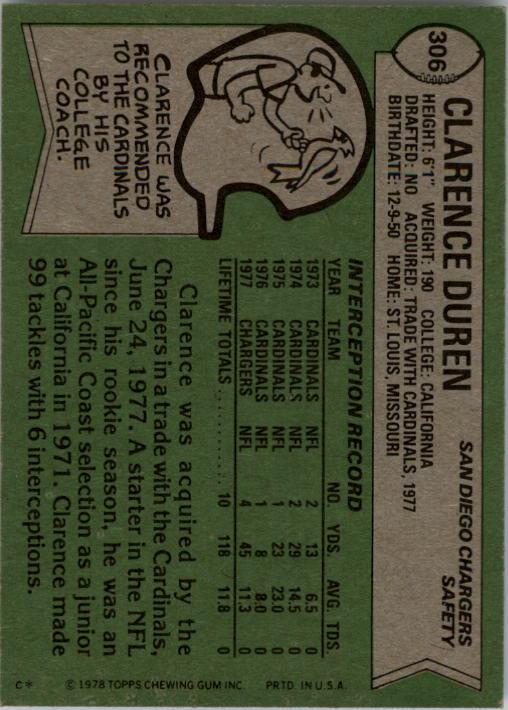 306
CLARENCE DUREN
SAN DIEGO CHARGERS
SAFETY
HEIGHT: 6'1" WEIGHT: 190 COLLEGE: CALIFORNIA
DRAFTED: NO ACQUIRED: TRADE WITH CARDINALS, 1977
BIRTHDATE: 12-9-50 HOME: ST. LOUIS, MISSOURI
CLARENCE WAS
RECOMMENDED
TO THE CARDINALS
BY HIS
COLLEGE
COACH.
INTERCEPTION RECORD
YEAR TEAM NO. YDS. AVG. TDS.
1973 CARDINALS NFL 2 13 6.5 0
1974 CARDINALS NFL 2 29 14.5 0
1975 CARDINALS NFL 1 23 23.0 0
1976 CARDINALS NFL 1 8 8.0 0
1977 CHARGERS NFL 4 45 11.3 0
LIFETIME TOTALS .......... 10 118 11.8 0
Clarence was acquired by the
Chargers in a trade with the Cardinals,
June 24, 1977. A starter in the NFL
since his rookie season, he was an
All-Pacific Coast selection as a junior
at California in 1971. Clarence made
99 tackles with 6 interceptions.
C* © 1978 TOPPS CHEWING GUM INC. PRTD. IN U.S.A.